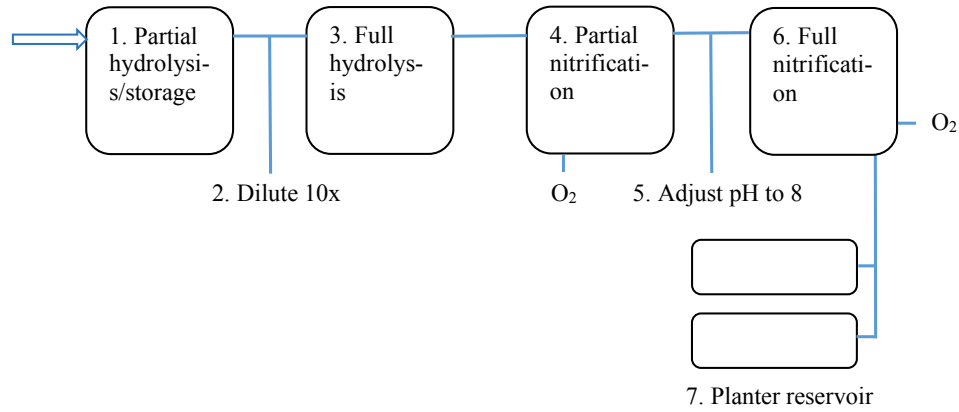 1. Partial
hydrolysi-
s/storage
3. Full
hydrolys-
is
4. Partial
nitrificati-
on
6. Full
nitrificati-
on
O₂
2. Dilute 10x
O₂
5. Adjust pH to 8
7. Planter reservoir